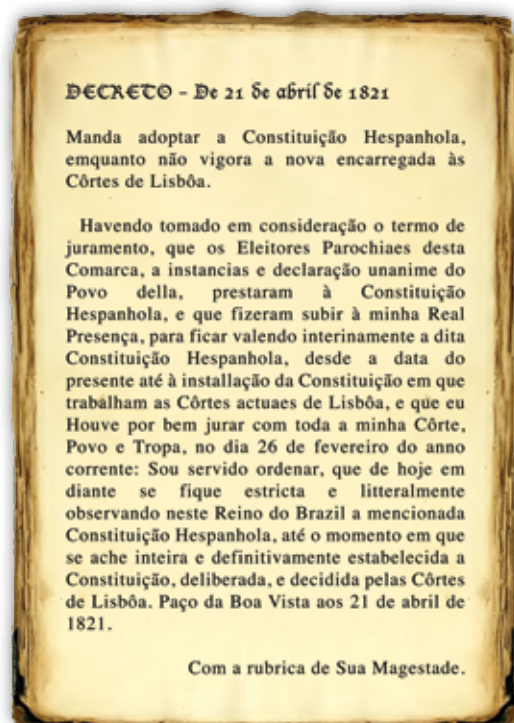 DECRETO - De 21 de abril de 1821
Manda adoptar a Constituição Hespanhola,
emquanto não vigora a nova encarregada às
Côrtes de Lisbôa.
Havendo tomado em consideração o termo de
juramento, que os Eleitores Parochiaes desta
Comarca, a instancias e declaração unanime do
Povo della, prestaram à Constituição
Hespanhola, e que fizeram subir à minha Real
Presença, para ficar valendo interinamente a dita
Constituição Hespanhola, desde a data do
presente até à installação da Constituição em que
trabalham as Côrtes actuaes de Lisbôa, e que eu
Houve por bem jurar com toda a minha Côrte,
Povo e Tropa, no dia 26 de fevereiro do anno
corrente: Sou servido ordenar, que de hoje em
diante se fique estricta e litteralmente
observando neste Reino do Brazil a mencionada
Constituição Hespanhola, até o momento em que
se ache inteira e definitivamente estabelecida a
Constituição, deliberada, e decidida pelas Côrtes
de Lisbôa. Paço da Boa Vista aos 21 de abril de
1821.
Com a rubrica de Sua Magestade.